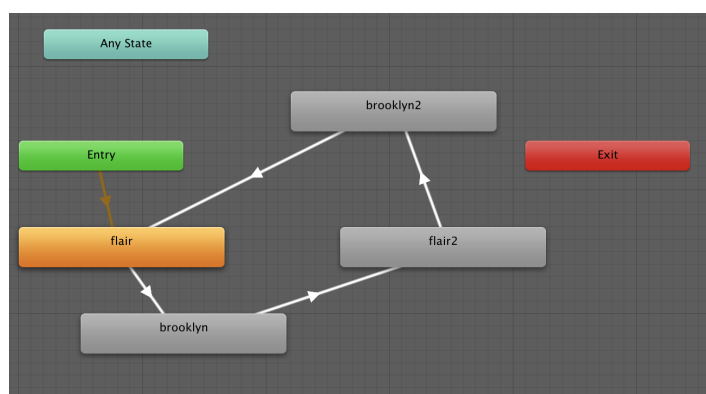 Any State
brooklyn2
Entry
Exit
flair
flair2
brooklyn